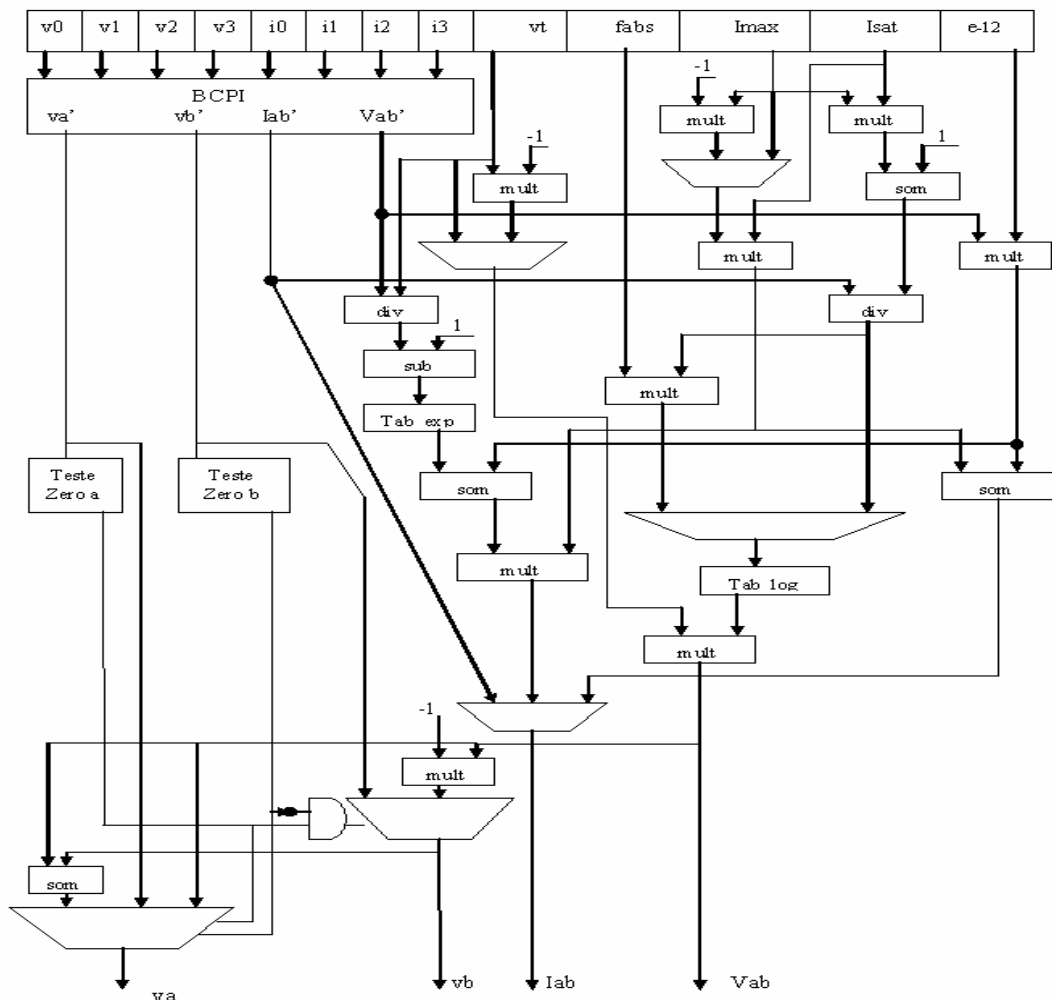 v0 v1 v2 v3 i0 i1 i2 i3 vt fabs Imax Isat e-12
BCPI
va' vb' Iab' Vab'
-1
mult
mult
-1
1
mult
som
mult
mult
div
div
1
sub
mult
Tab exp
Teste
Zero a
Teste
Zero b
som
som
mult
Tab log
mult
-1
mult
som
va
vb
Iab
Vab